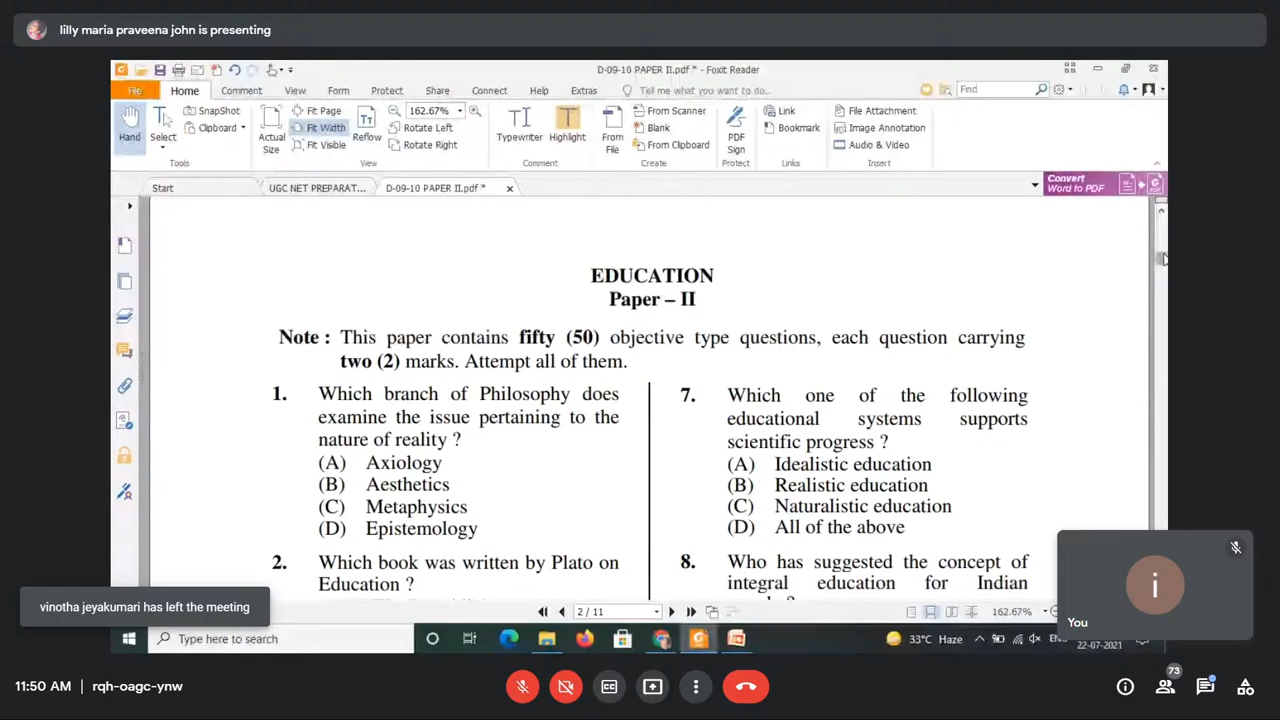 lilly maria praveena john is presenting
D-09-10 PAPER II.pdf * - Foxit Reader
File Home Comment View Form Protect Share Connect Help Extras Tell me what you want to do.. Find
Hand
Select
SnapShot
Clipboard
Tools
Actual Size
Fit Page
Fit Width
Fit Visible
Reflow
162.67%
Rotate Left
Rotate Right
View
Typewriter
Highlight
Comment
From File
From Scanner
Blank
From Clipboard
Create
PDF Sign
Protect
Link
Bookmark
Links
File Attachment
Image Annotation
Audio & Video
Insert
Start
UGC NET PREPARAT...
D-09-10 PAPER II.pdf *
Convert
Word to PDF
EDUCATION
Paper – II
Note : This paper contains fifty (50) objective type questions, each question carrying
two (2) marks. Attempt all of them.
1. Which branch of Philosophy does
examine the issue pertaining to the
nature of reality ?
(A) Axiology
(B) Aesthetics
(C) Metaphysics
(D) Epistemology
2. Which book was written by Plato on
Education ?
7. Which one of the following
educational systems supports
scientific progress ?
(A) Idealistic education
(B) Realistic education
(C) Naturalistic education
(D) All of the above
8. Who has suggested the concept of
integral education for Indian
vinotha jeyakumari has left the meeting
2 / 11
162.67%
i
You
Type here to search
33°C Haze
22-07-2021
11:50 AM | rqh-oagc-ynw
73